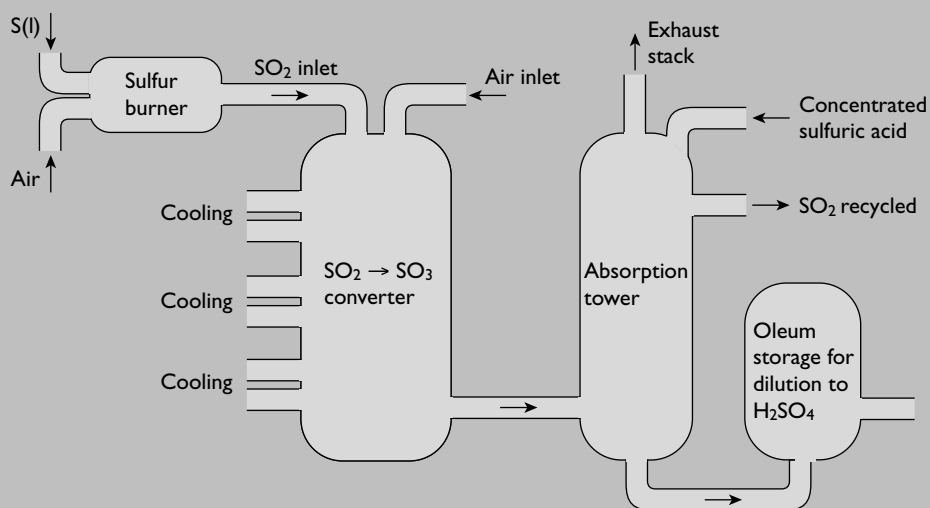 S(l)
Sulfur
burner
Air
SO₂ inlet
Air inlet
Exhaust
stack
Concentrated
sulfuric acid
SO₂ recycled
Cooling
Cooling
Cooling
SO₂ → SO₃
converter
Absorption
tower
Oleum
storage for
dilution to
H₂SO₄